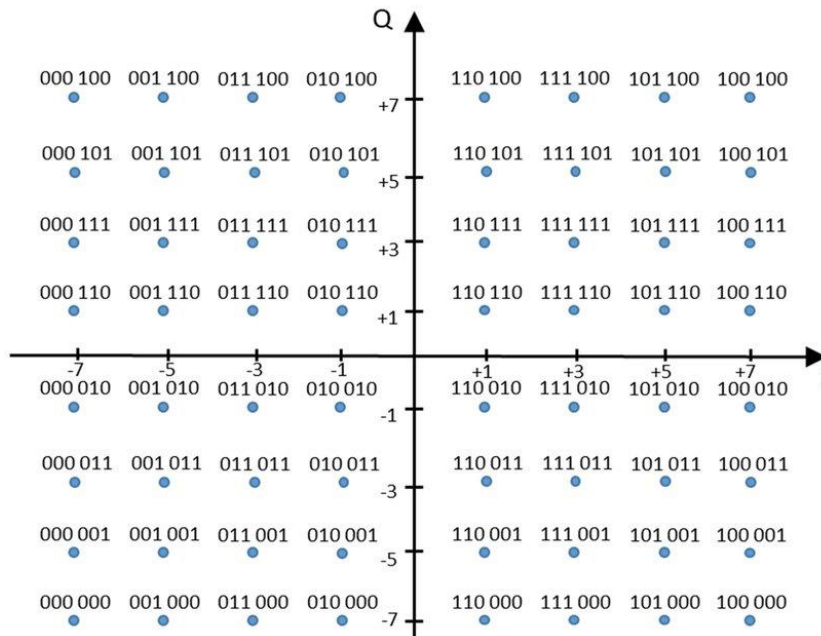 Q
000 100 001 100 011 100 010 100 110 100 111 100 101 100 100 100
+7
000 101 001 101 011 101 010 101 110 101 111 101 101 101 100 101
+5
000 111 001 111 011 111 010 111 110 111 111 111 101 111 100 111
+3
000 110 001 110 011 110 010 110 110 110 111 110 101 110 100 110
+1
-7 -5 -3 -1 +1 +3 +5 +7
000 010 001 010 011 010 010 010 110 010 111 010 101 010 100 010
-1
000 011 001 011 011 011 010 011 110 011 111 011 101 011 100 011
-3
000 001 001 001 011 001 010 001 110 001 111 001 101 001 100 001
-5
000 000 001 000 011 000 010 000 110 000 111 000 101 000 100 000
-7